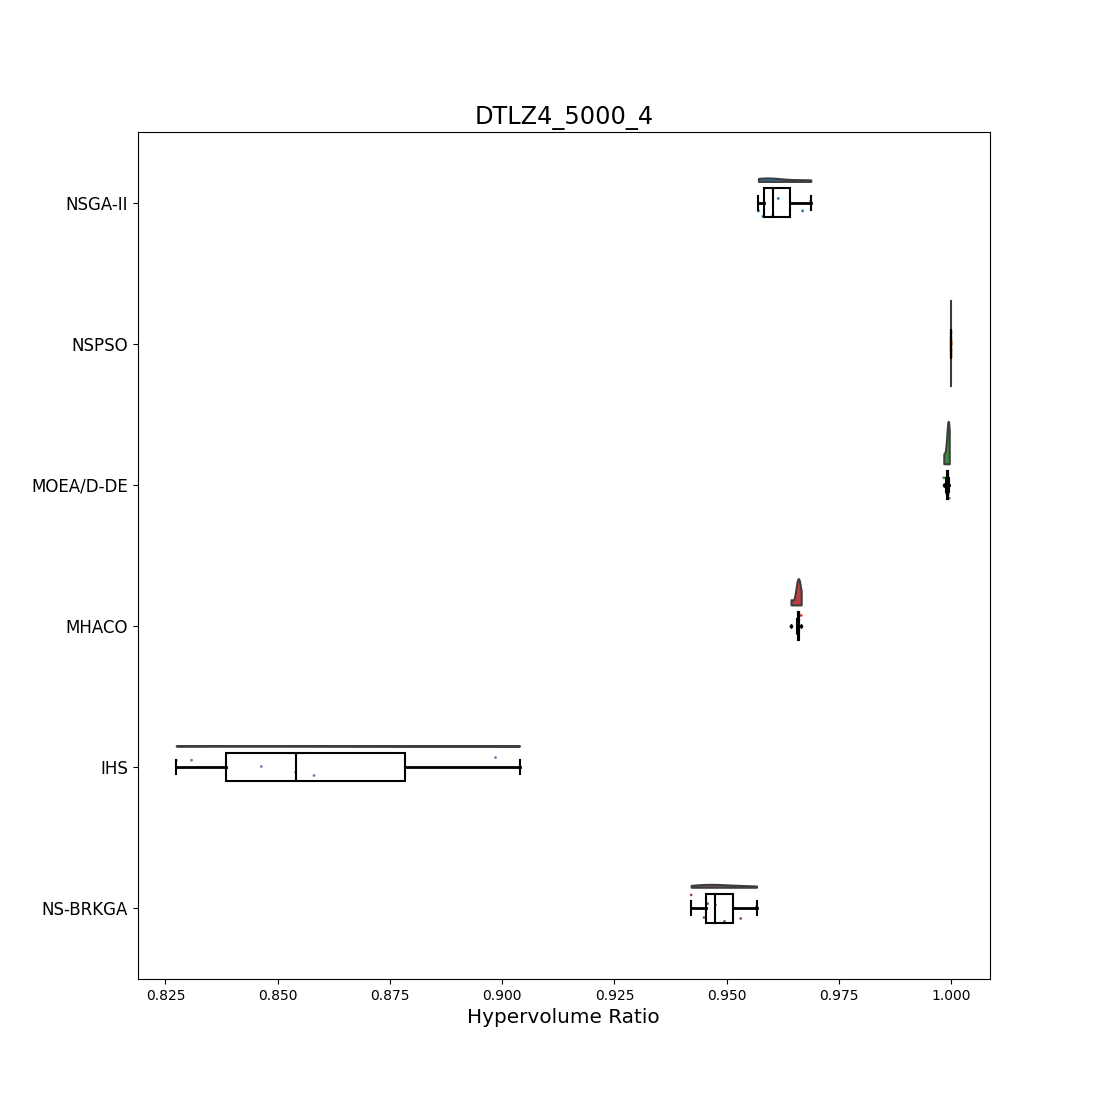 DTLZ4_5000_4
NSGA-II
NSPSO
MOEA/D-DE
MHACO
IHS
NS-BRKGA
0.825 0.850 0.875 0.900 0.925 0.950 0.975 1.000
Hypervolume Ratio